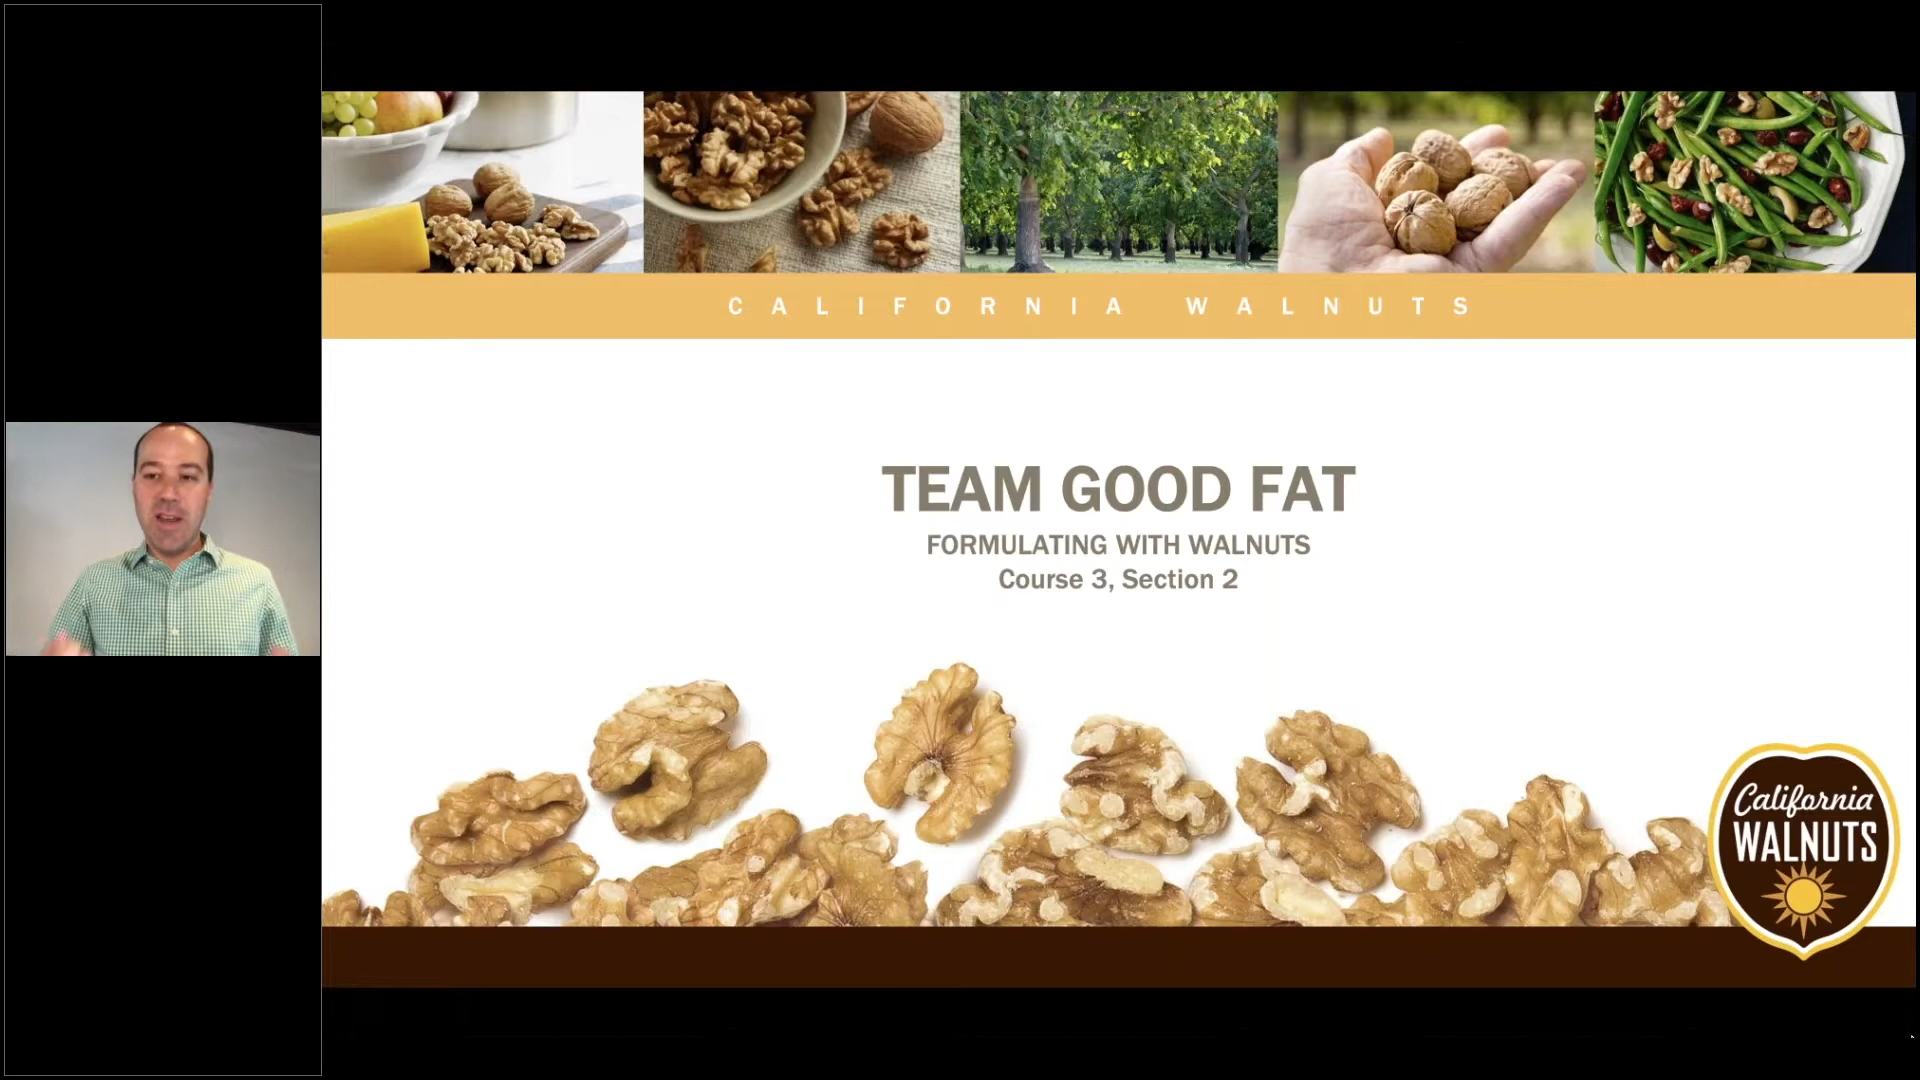 CALIFORNIA WALNUTS
TEAM GOOD FAT
FORMULATING WITH WALNUTS
Course 3, Section 2
California
WALNUTS